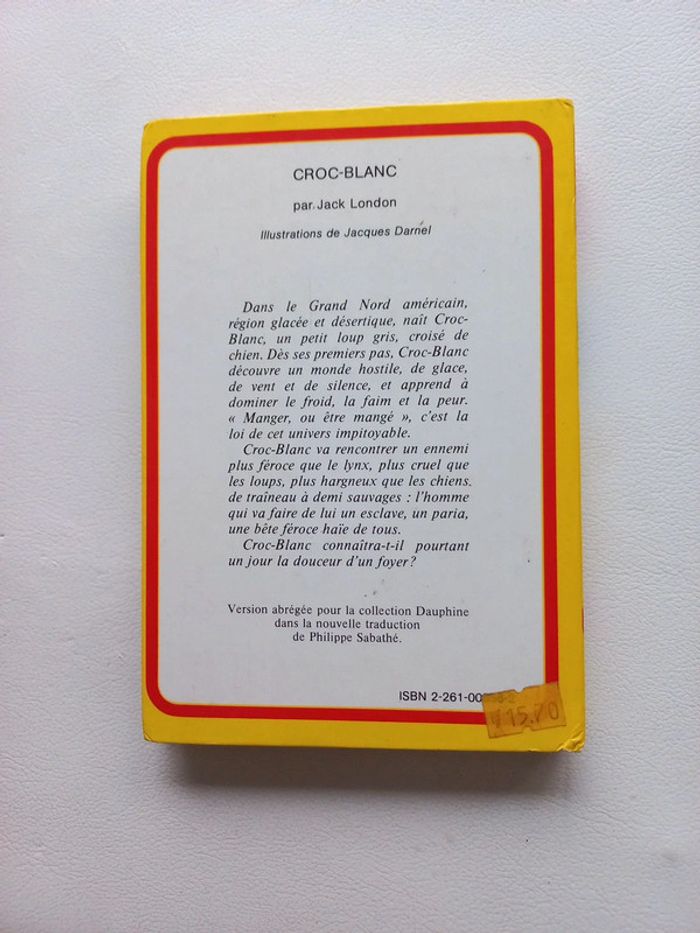 CROC-BLANC
par Jack London
Illustrations de Jacques Darnel
Dans le Grand Nord américain,
région glacée et désertique, naît Croc-
Blanc, un petit loup gris, croisé de
chien. Dès ses premiers pas, Croc-Blanc
découvre un monde hostile, de glace,
de vent et de silence, et apprend à
dominer le froid, la faim et la peur.
« Manger, ou être mangé », c'est la
loi de cet univers impitoyable.
Croc-Blanc va rencontrer un ennemi
plus féroce que le lynx, plus cruel que
les loups, plus hargneux que les chiens
de traîneau à demi sauvages : l'homme
qui va faire de lui un esclave, un paria,
une bête féroce haïe de tous.
Croc-Blanc connaîtra-t-il pourtant
un jour la douceur d'un foyer ?
Version abrégée pour la collection Dauphine
dans la nouvelle traduction
de Philippe Sabathé.
ISBN 2-261-00
15.70